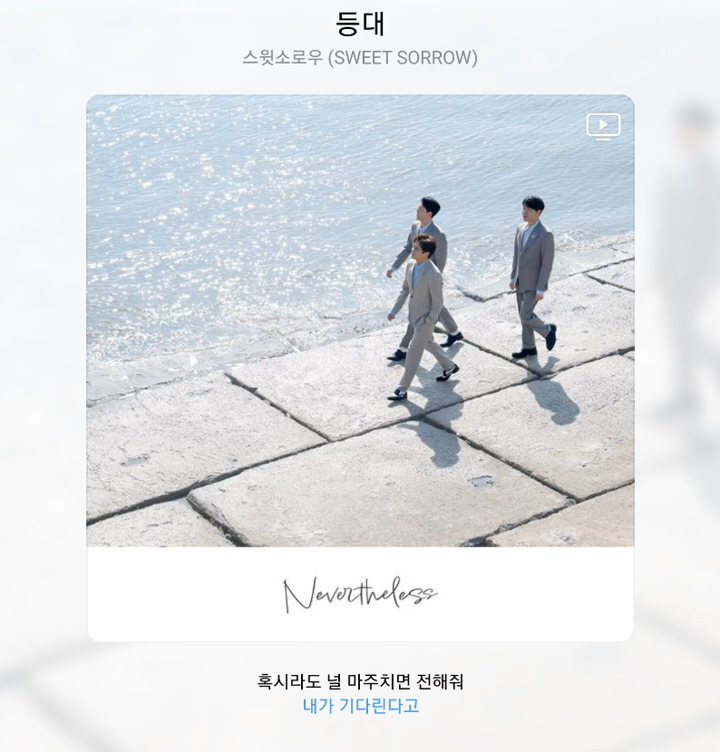 등대
스윗소로우 (SWEET SORROW)
Nevertheless
혹시라도 널 마주치면 전해줘
내가 기다린다고